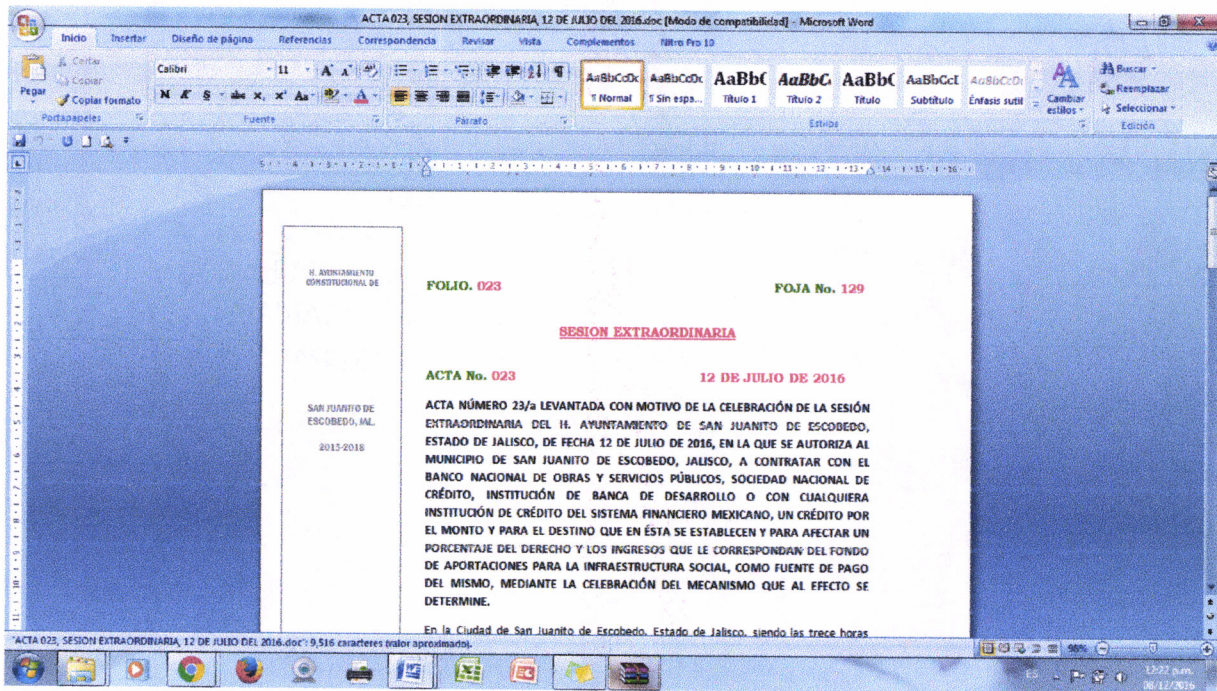 ACTA 023, SESION EXTRAORDINARIA, 12 DE JULIO DEL 2016.doc [Modo de compatibilidad] - Microsoft Word
Inicio Insertar Diseño de página Referencias Correspondencia Revisar Vista Complementos Nitro Pro 10
Cortar
Copiar
Copiar formato
Pegar
Portapapeles
Calibri 11
N K S abc x, x² Aa
Fuente
Párrafo
AaBbCcDc AaBbCcDc AaBbC AaBbC AaBbC AaBbCcI AaBbCcDc
¶ Normal ¶ Sin espa... Título 1 Título 2 Título Subtítulo Énfasis sutil
Cambiar estilos
Estilos
Buscar
Reemplazar
Seleccionar
Edición
H. AYUNTAMIENTO
CONSTITUCIONAL DE
SAN JUANITO DE
ESCOBEDO, JAL.
2015-2018
FOLIO. 023 FOJA No. 129
SESION EXTRAORDINARIA
ACTA No. 023 12 DE JULIO DE 2016
ACTA NÚMERO 23/a LEVANTADA CON MOTIVO DE LA CELEBRACIÓN DE LA SESIÓN
EXTRAORDINARIA DEL H. AYUNTAMIENTO DE SAN JUANITO DE ESCOBEDO,
ESTADO DE JALISCO, DE FECHA 12 DE JULIO DE 2016, EN LA QUE SE AUTORIZA AL
MUNICIPIO DE SAN JUANITO DE ESCOBEDO, JALISCO, A CONTRATAR CON EL
BANCO NACIONAL DE OBRAS Y SERVICIOS PÚBLICOS, SOCIEDAD NACIONAL DE
CRÉDITO, INSTITUCIÓN DE BANCA DE DESARROLLO O CON CUALQUIERA
INSTITUCIÓN DE CRÉDITO DEL SISTEMA FINANCIERO MEXICANO, UN CRÉDITO POR
EL MONTO Y PARA EL DESTINO QUE EN ÉSTA SE ESTABLECEN Y PARA AFECTAR UN
PORCENTAJE DEL DERECHO Y LOS INGRESOS QUE LE CORRESPONDAN DEL FONDO
DE APORTACIONES PARA LA INFRAESTRUCTURA SOCIAL, COMO FUENTE DE PAGO
DEL MISMO, MEDIANTE LA CELEBRACIÓN DEL MECANISMO QUE AL EFECTO SE
DETERMINE.
En la Ciudad de San Juanito de Escobedo, Estado de Jalisco, siendo las trece horas
"ACTA 023, SESION EXTRAORDINARIA, 12 DE JULIO DEL 2016.doc": 9,516 caracteres (valor aproximado).
98%
ES
12:22 p.m.
08/12/2016